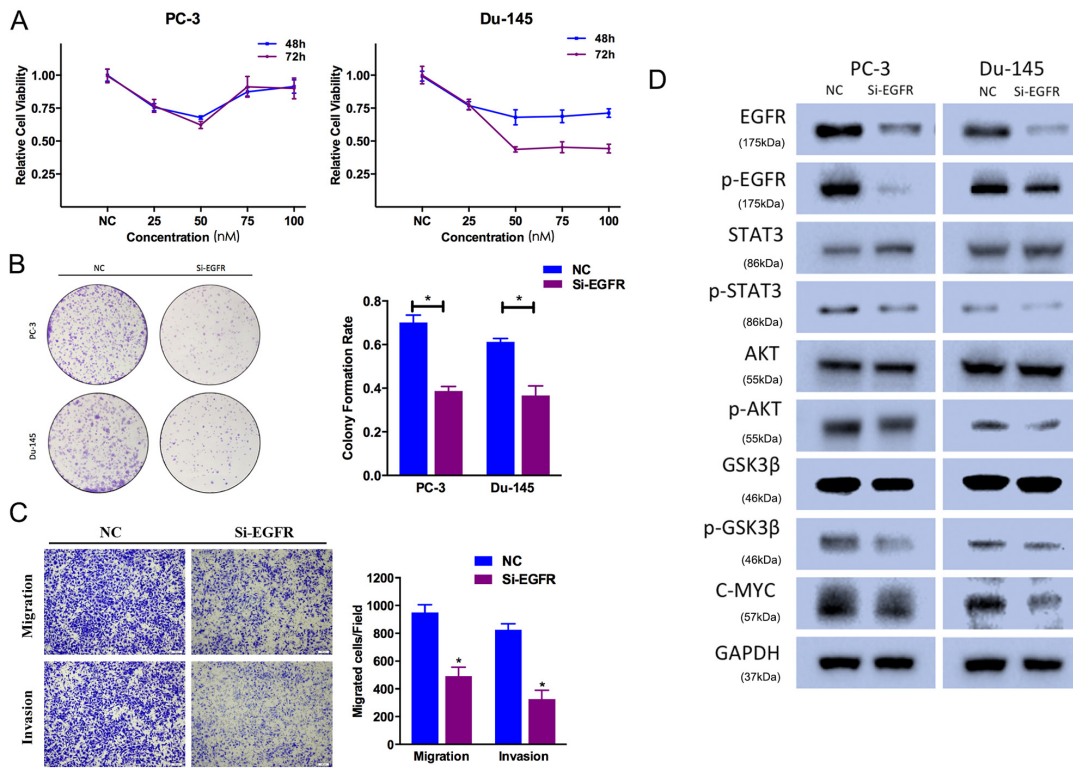 A
PC-3
48h
72h
Relative Cell Viability
1.00
0.75
0.50
0.25
NC 25 50 75 100
Concentration (nM)
Du-145
48h
72h
Relative Cell Viability
1.00
0.75
0.50
0.25
NC 25 50 75 100
Concentration (nM)
B
NC Si-EGFR
PC-3
Du-145
NC
Si-EGFR
Colony Formation Rate
0.8
0.6
0.4
0.2
0.0
* *
PC-3 Du-145
C
NC Si-EGFR
Migration
Invasion
NC
Si-EGFR
Migrated cells/Field
1200
1000
800
600
400
200
0
* *
Migration Invasion
D
PC-3 Du-145
NC Si-EGFR NC Si-EGFR
EGFR
(175kDa)
p-EGFR
(175kDa)
STAT3
(86kDa)
p-STAT3
(86kDa)
AKT
(55kDa)
p-AKT
(55kDa)
GSK3β
(46kDa)
p-GSK3β
(46kDa)
C-MYC
(57kDa)
GAPDH
(37kDa)